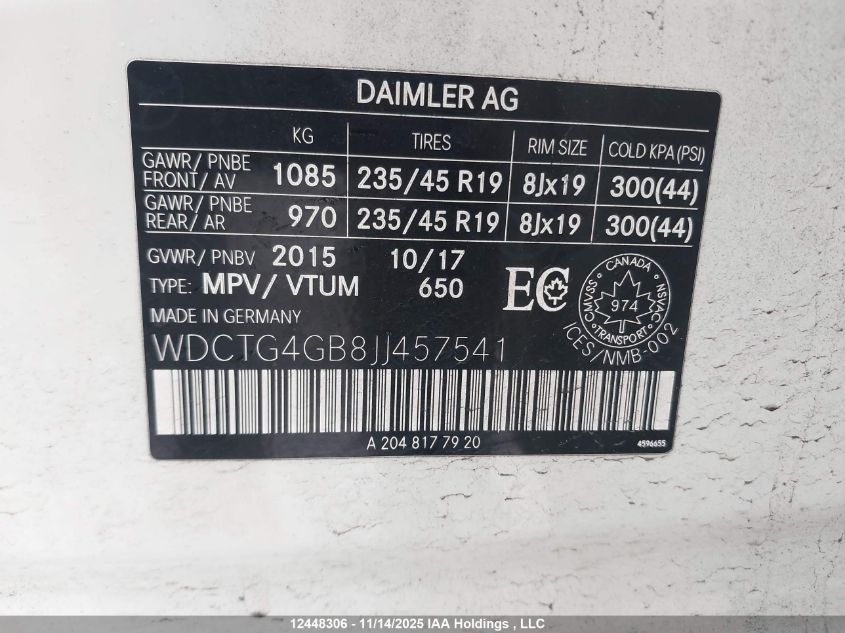 DAIMLER AG
KG TIRES RIM SIZE COLD KPA (PSI)
GAWR/ PNBE FRONT/ AV 1085 235/45 R19 8Jx19 300(44)
GAWR/ PNBE REAR/ AR 970 235/45 R19 8Jx19 300(44)
GVWR/ PNBV 2015 10/17
TYPE: MPV/ VTUM 650
MADE IN GERMANY
EC
CANADA
CMVSS 974 NSVAC
TRANSPORT
ICES/NMB-002
WDCTG4GB8JJ457541
A 204 817 79 20
4596655
12448306 - 11/14/2025 IAA Holdings , LLC